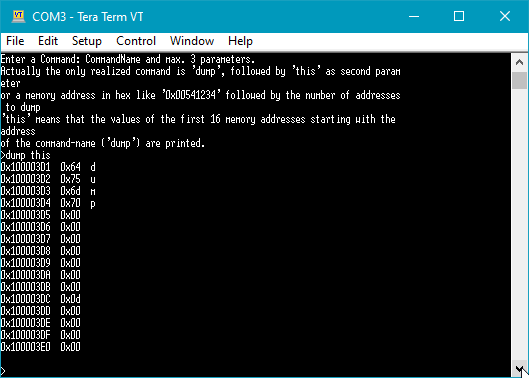 COM3 - Tera Term VT
File Edit Setup Control Window Help
Enter a Command: CommandName and max. 3 parameters.
Actually the only realized command is 'dump', followed by 'this' as second param
eter
or a memory address in hex like '0x00541234' followed by the number of addresses
 to dump
'this' means that the values of the first 16 memory addresses starting with the
address
of the command-name ('dump') are printed.
>dump this
0x100003D1 0x64 d
0x100003D2 0x75 u
0x100003D3 0x6d m
0x100003D4 0x70 p
0x100003D5 0x00
0x100003D6 0x00
0x100003D7 0x00
0x100003D8 0x00
0x100003D9 0x00
0x100003DA 0x00
0x100003DB 0x00
0x100003DC 0x0d
0x100003DD 0x00
0x100003DE 0x00
0x100003DF 0x00
0x100003E0 0x00
>